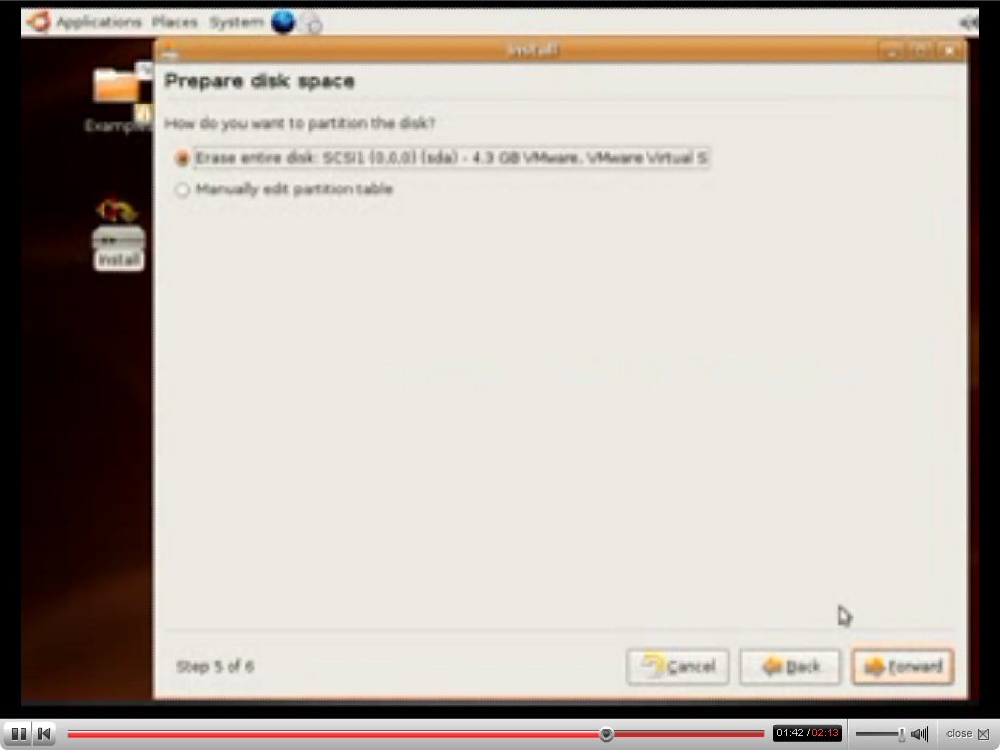 Applications Places System
Install
Prepare disk space
Examples
How do you want to partition the disk?
Erase entire disk: SCSI1 (0,0,0) (sda) - 4.3 GB VMware, VMware Virtual S
Manually edit partition table
Install
Step 5 of 6
Cancel
Back
Forward
01:42 / 02:13
close